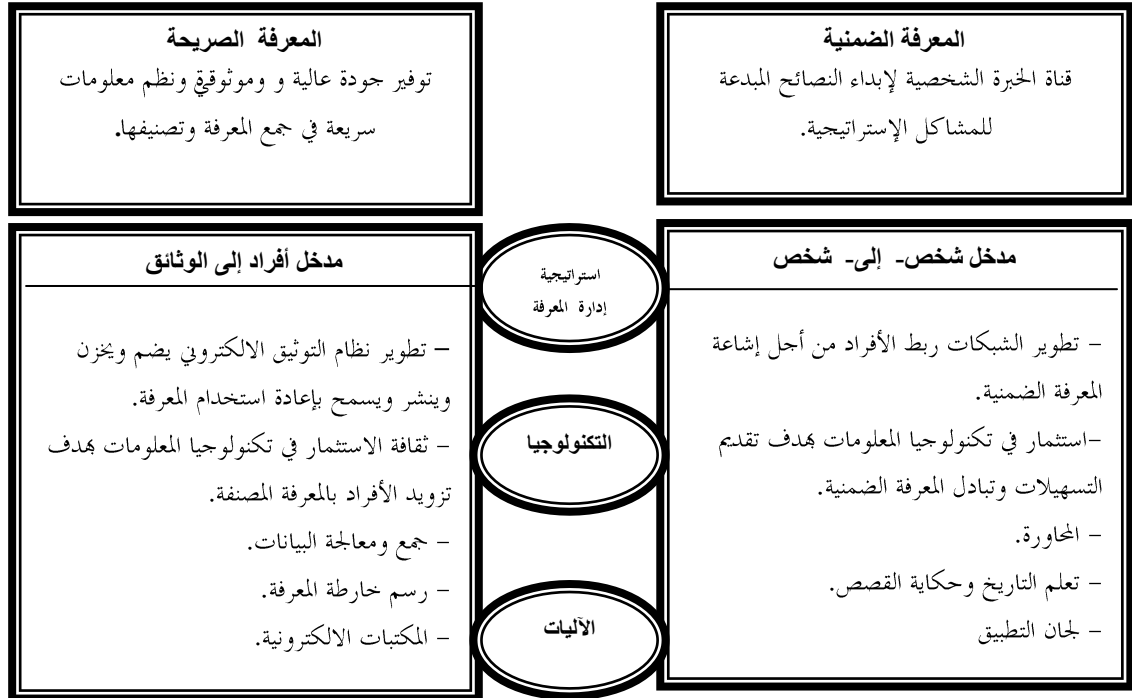 المعرفة الضمنية
قناة الخبرة الشخصية لإبداء النصائح المبدعة
للمشاكل الإستراتيجية.
المعرفة الصريحة
توفير جودة عالية و وموثوقية ونظم معلومات
سريعة في جمع المعرفة وتصنيفها.
مدخل شخص- إلى- شخص
– تطوير الشبكات ربط الأفراد من أجل إشاعة
المعرفة الضمنية.
–استثمار في تكنولوجيا المعلومات بهدف تقديم
التسهيلات وتبادل المعرفة الضمنية.
– المحاورة.
– تعلم التاريخ وحكاية القصص.
– لجان التطبيق
استراتيجية
إدارة المعرفة
التكنولوجيا
الآليات
مدخل أفراد إلى الوثائق
– تطوير نظام التوثيق الالكتروني يضم ويخزن
وينشر ويسمح بإعادة استخدام المعرفة.
– ثقافة الاستثمار في تكنولوجيا المعلومات بهدف
تزويد الأفراد بالمعرفة المصنفة.
– جمع ومعالجة البيانات.
– رسم خارطة المعرفة.
– المكتبات الالكترونية.